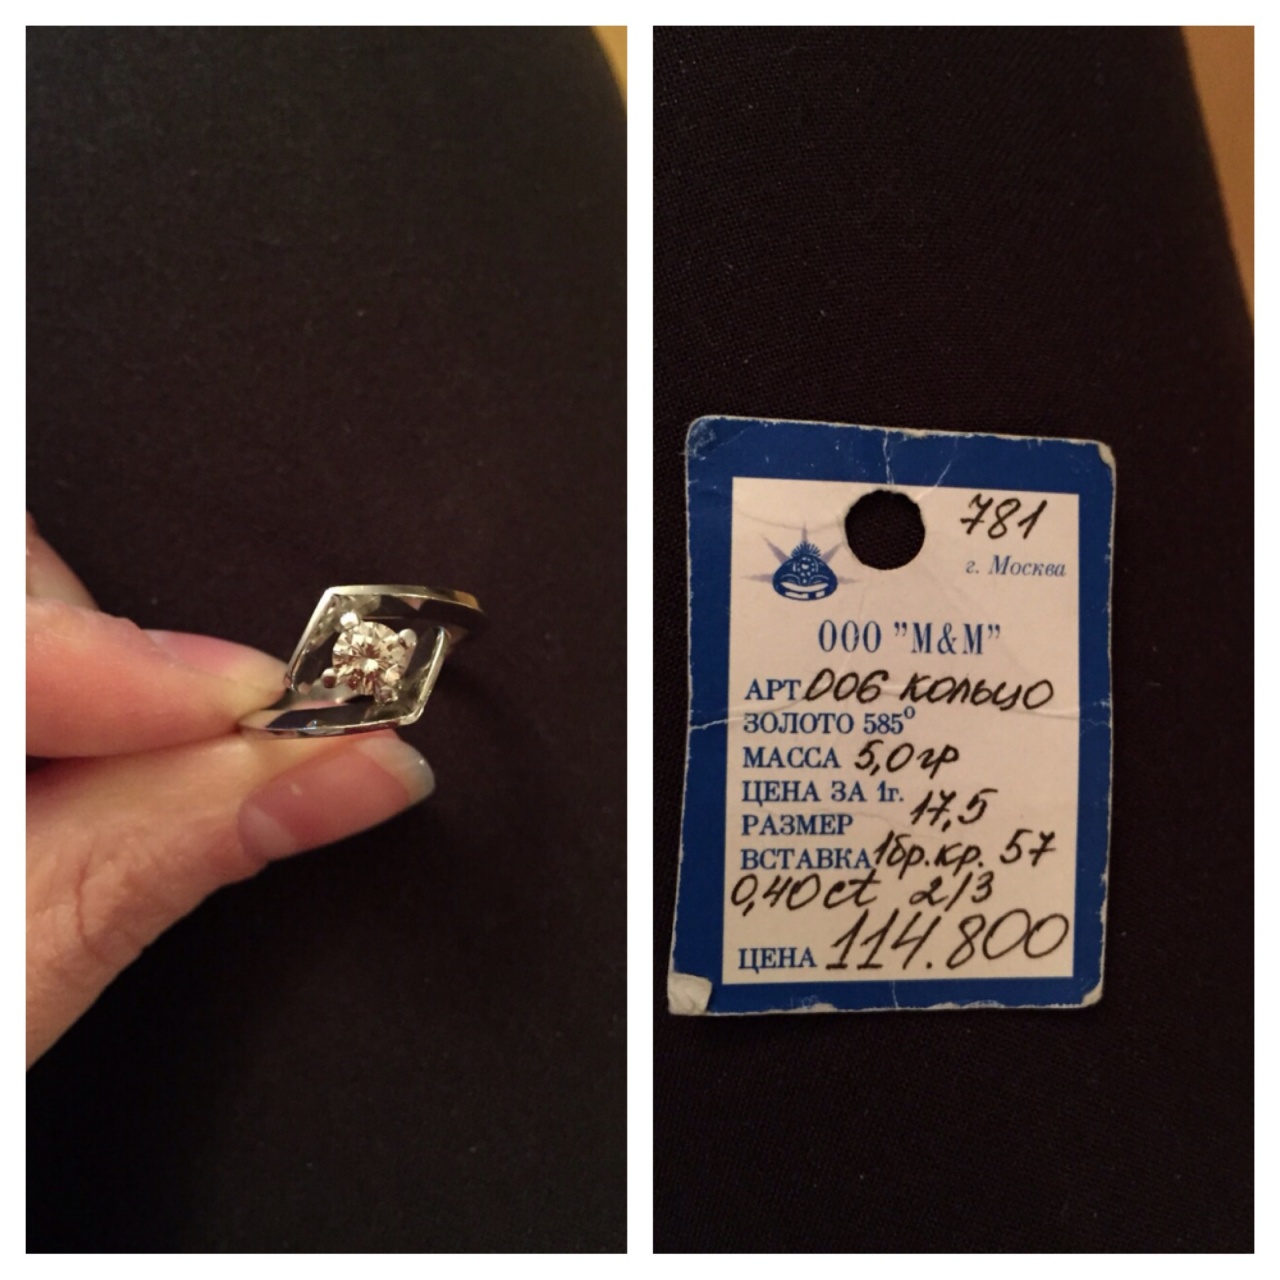 781
г. Москва
ООО "М&М"
АРТ 006 кольцо
ЗОЛОТО 585°
МАССА 5,0гр
ЦЕНА ЗА 1г.
РАЗМЕР 17,5
ВСТАВКА 1бр.кр. 57
0,40ct 2/3
ЦЕНА 114.800